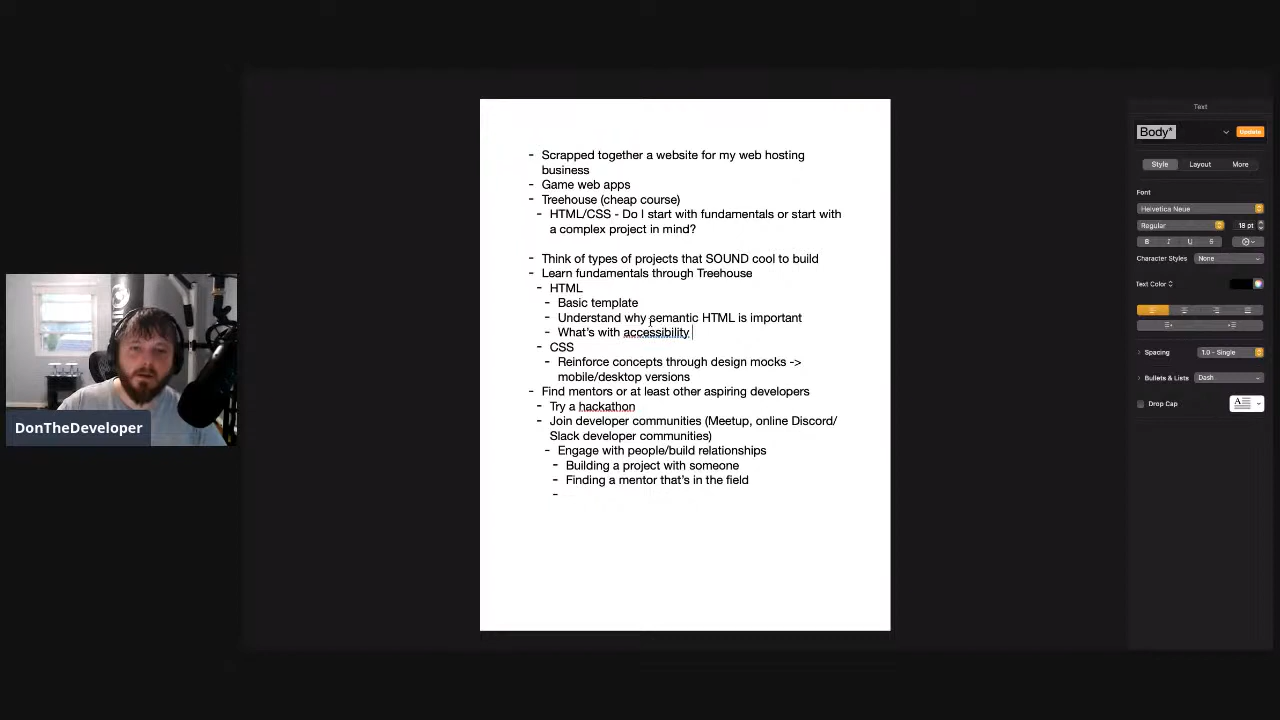 Text
Body*
Update
- Scrapped together a website for my web hosting
business
Style
Layout
More
- Game web apps
Font
- Treehouse (cheap course)
Helvetica Neue
- HTML/CSS - Do I start with fundamentals or start with
a complex project in mind?
Regular
18 pt
B I U S
- Think of types of projects that SOUND cool to build
Character Styles
None
- Learn fundamentals through Treehouse
- HTML
Text Color
- Basic template
- Understand why semantic HTML is important
- What's with accessibility
- CSS
Spacing
1.0 - Single
- Reinforce concepts through design mocks ->
mobile/desktop versions
Bullets & Lists
Dash
- Find mentors or at least other aspiring developers
- Try a hackathon
Drop Cap
- Join developer communities (Meetup, online Discord/
Slack developer communities)
DonTheDeveloper
- Engage with people/build relationships
- Building a project with someone
- Finding a mentor that's in the field
-